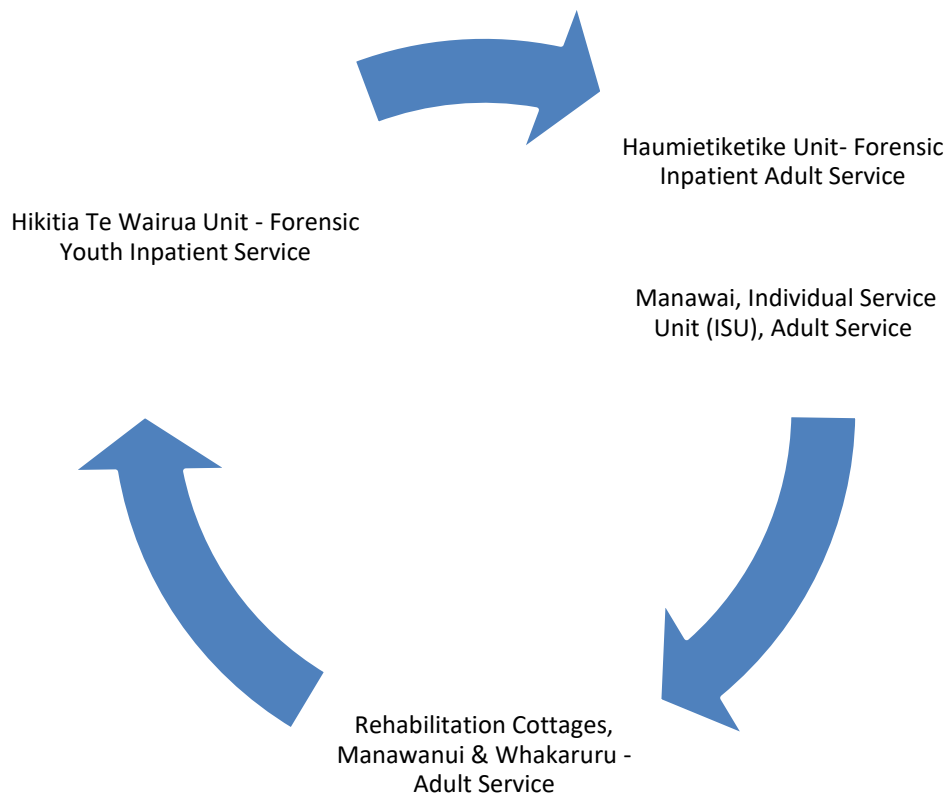 Haumietiketike Unit- Forensic
Inpatient Adult Service
Hikitia Te Wairua Unit - Forensic
Youth Inpatient Service
Manawai, Individual Service
Unit (ISU), Adult Service
Rehabilitation Cottages,
Manawanui & Whakaruru -
Adult Service